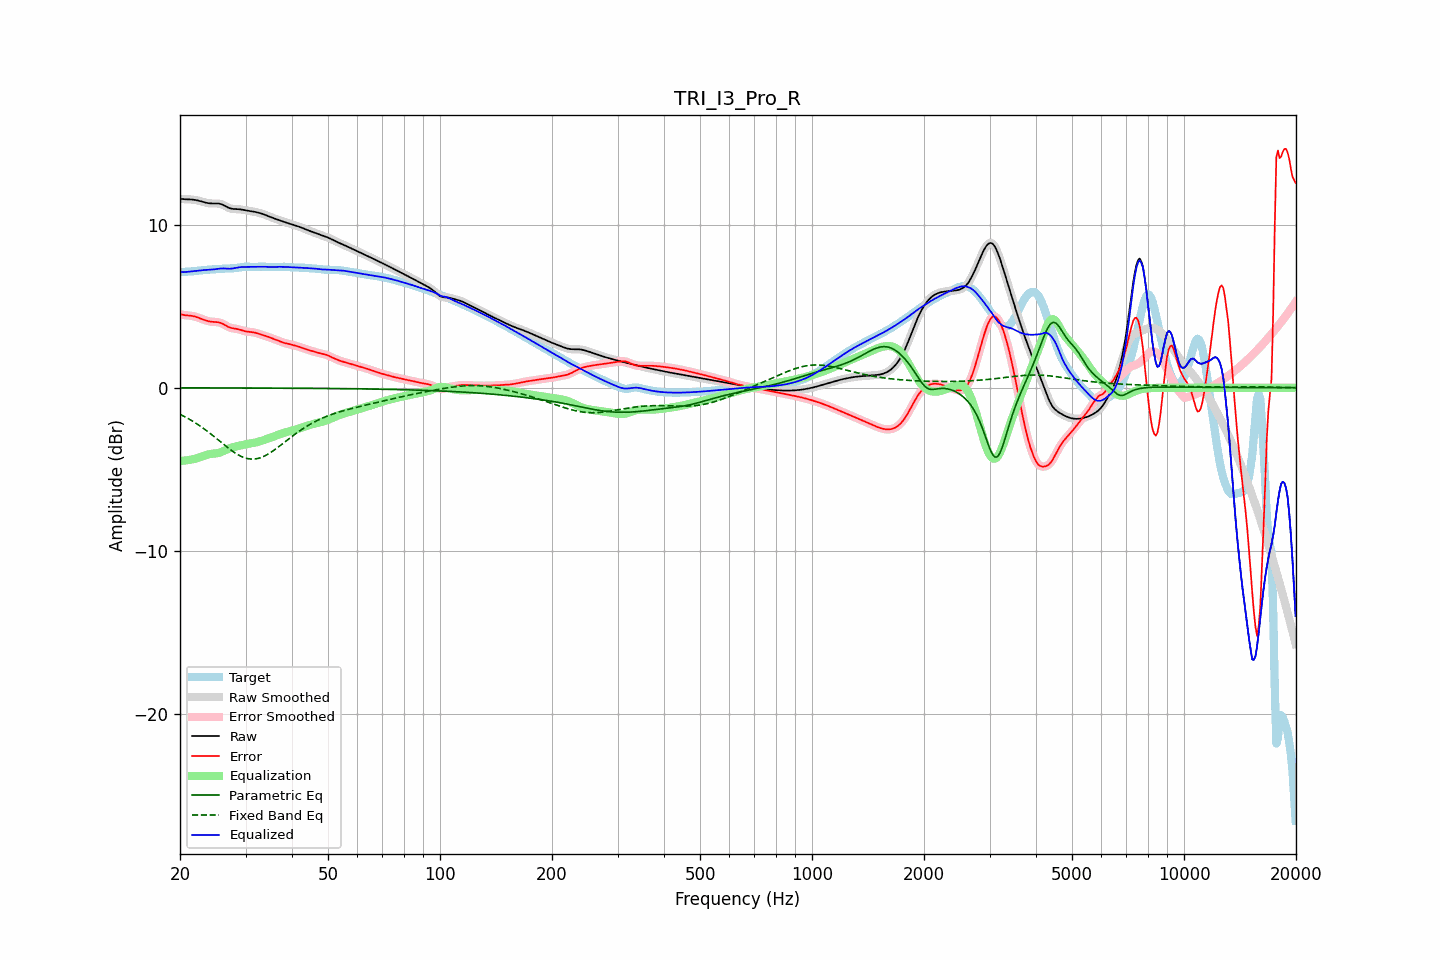 TRI_I3_Pro_R
Amplitude (dBr)
10
0
−10
−20
Target
Raw Smoothed
Error Smoothed
Raw
Error
Equalization
Parametric Eq
Fixed Band Eq
Equalized
20 50 100 200 500 1000 2000 5000 10000 20000
Frequency (Hz)